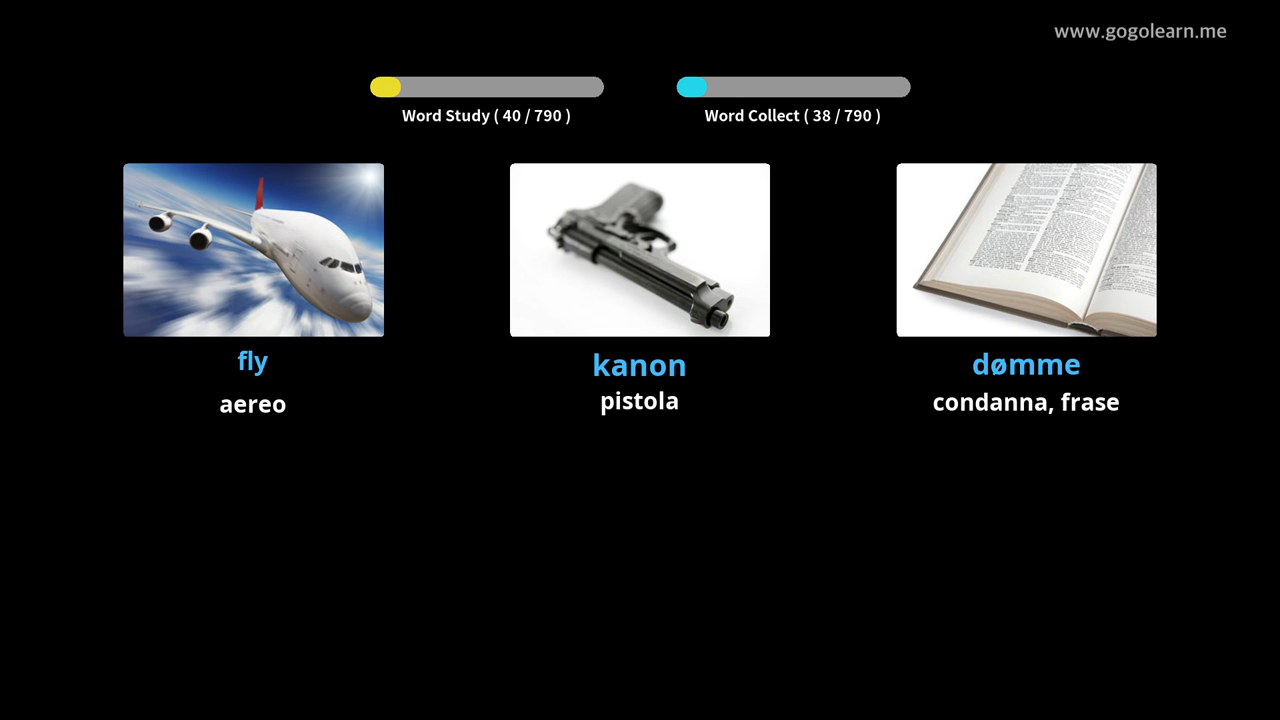 www.gogolearn.me
Word Study ( 40 / 790 )
Word Collect ( 38 / 790 )
fly
kanon
dømme
aereo
pistola
condanna, frase